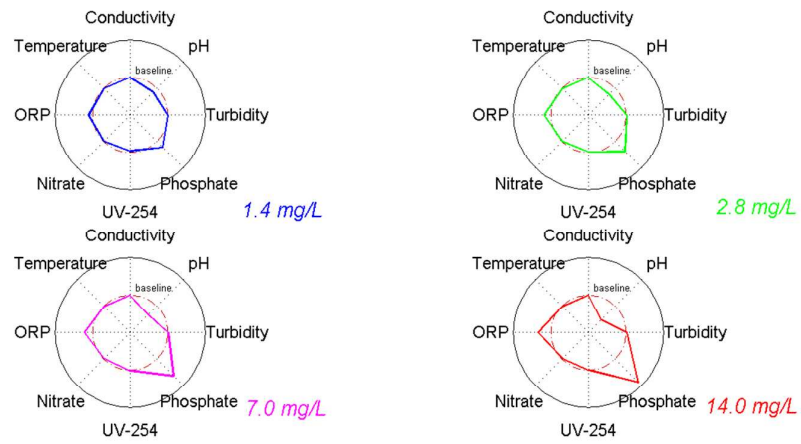 Conductivity
Temperature
pH
baseline
ORP
Turbidity
Nitrate
Phosphate
UV-254
1.4 mg/L
Conductivity
Temperature
pH
baseline
ORP
Turbidity
Nitrate
Phosphate
UV-254
2.8 mg/L
Conductivity
Temperature
pH
baseline
ORP
Turbidity
Nitrate
Phosphate
UV-254
7.0 mg/L
Conductivity
Temperature
pH
baseline
ORP
Turbidity
Nitrate
Phosphate
UV-254
14.0 mg/L